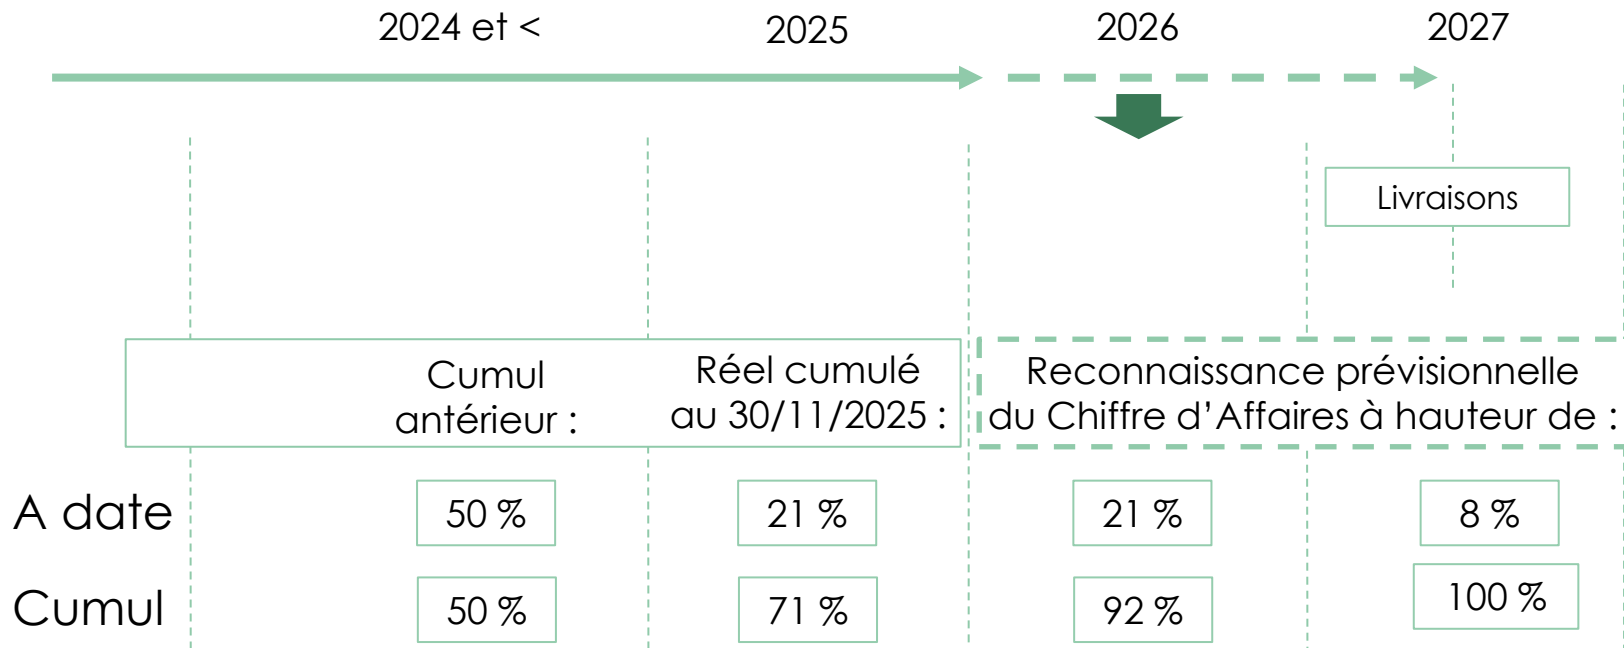 2024 et <
2025
2026
2027
Livraisons
Cumul
antérieur :
Réel cumulé
au 30/11/2025 :
Reconnaissance prévisionnelle
du Chiffre d’Affaires à hauteur de :
A date
50 %
21 %
21 %
8 %
Cumul
50 %
71 %
92 %
100 %